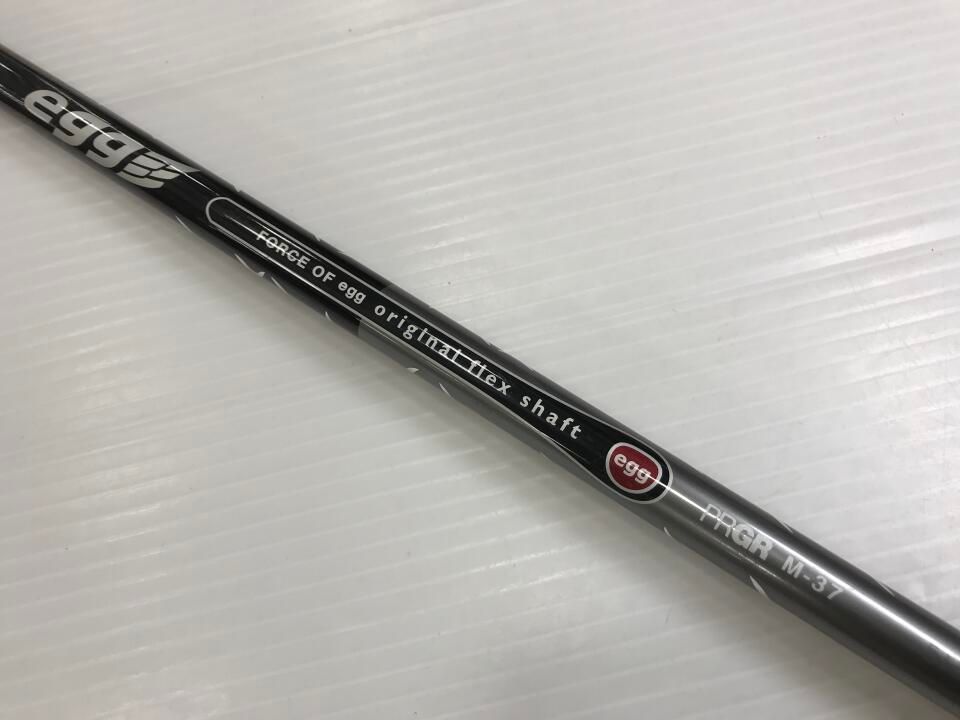 egg
FORCE OF egg original flex shaft
egg
PRGR M-37